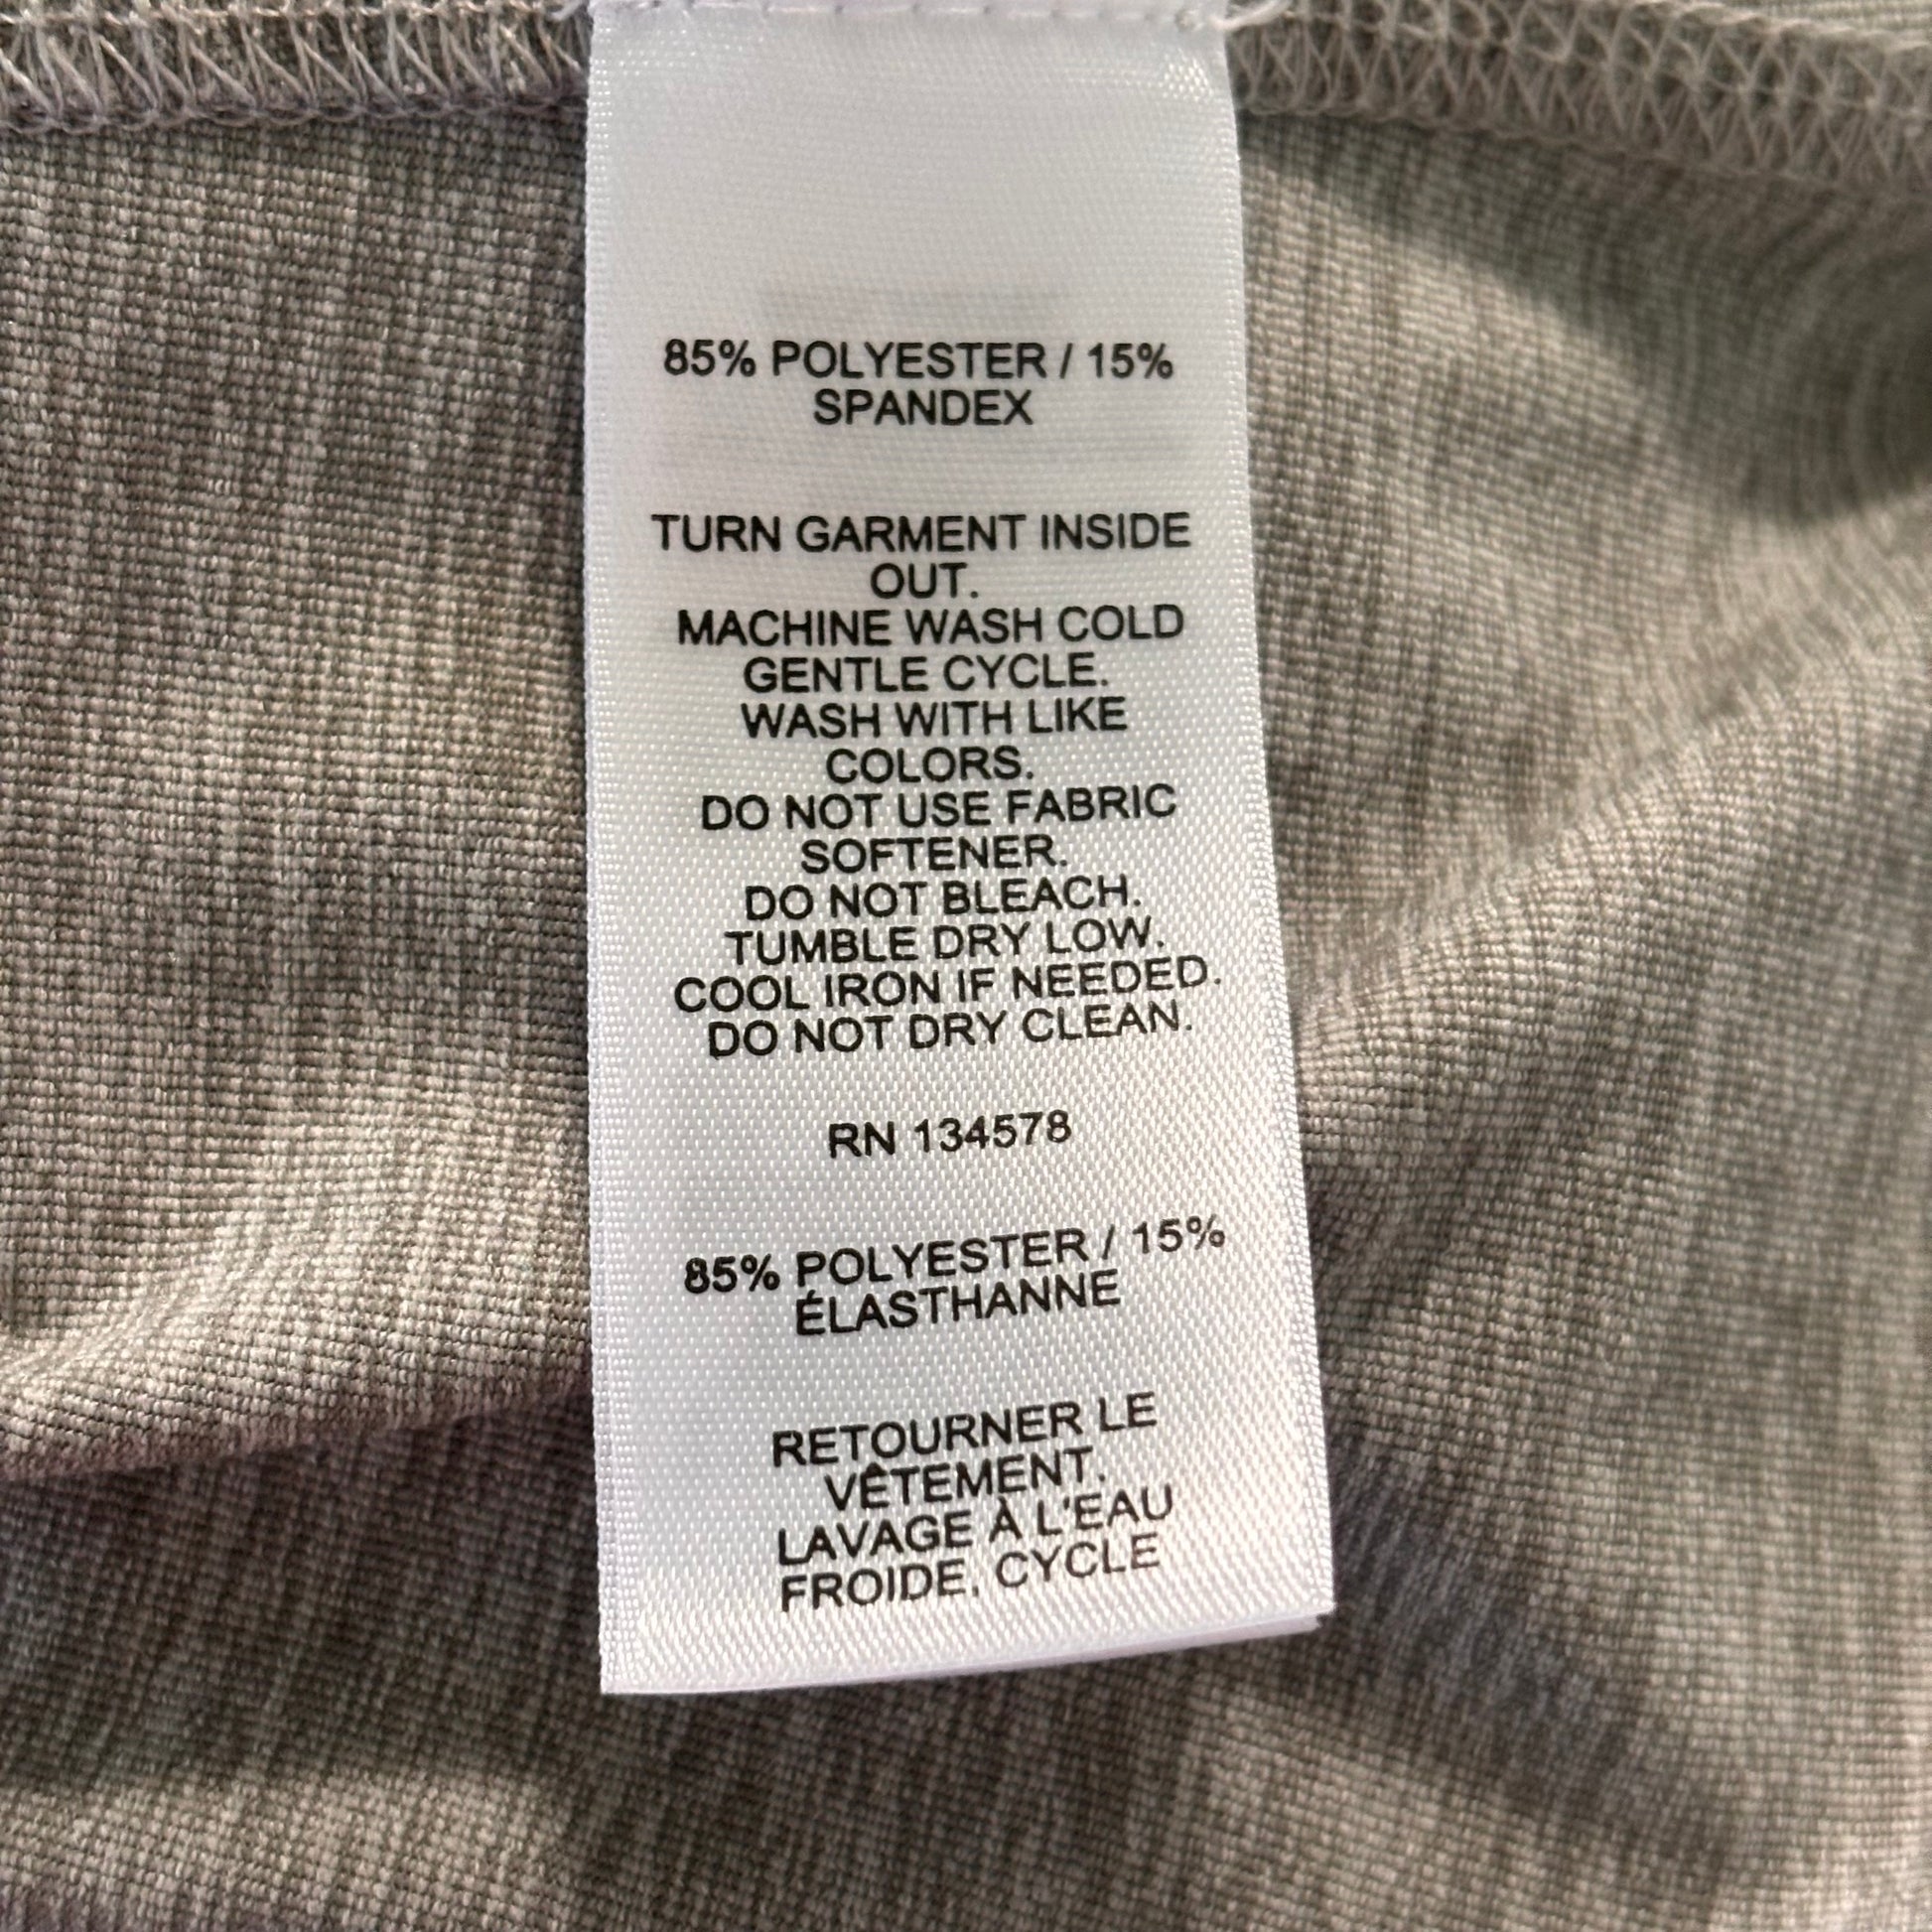 85% POLYESTER / 15%
SPANDEX
TURN GARMENT INSIDE
OUT.
MACHINE WASH COLD
GENTLE CYCLE.
WASH WITH LIKE
COLORS.
DO NOT USE FABRIC
SOFTENER.
DO NOT BLEACH.
TUMBLE DRY LOW.
COOL IRON IF NEEDED.
DO NOT DRY CLEAN.
RN 134578
85% POLYESTER / 15%
ÉLASTHANNE
RETOURNER LE
VÊTEMENT.
LAVAGE À L'EAU
FROIDE, CYCLE